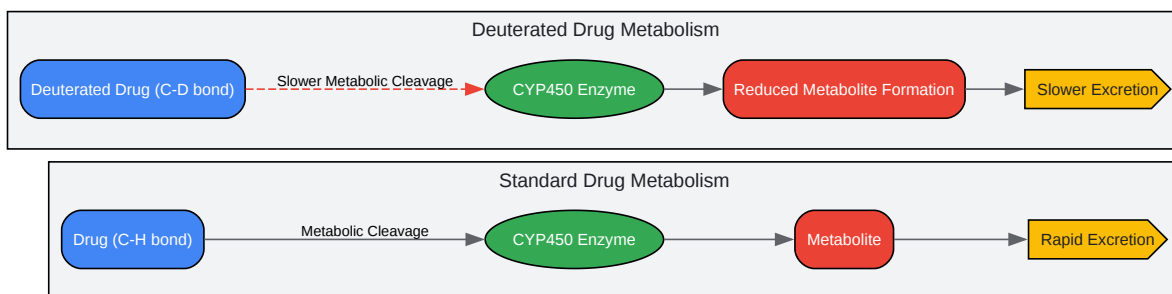 Deuterated Drug Metabolism
Deuterated Drug (C-D bond)
Slower Metabolic Cleavage
CYP450 Enzyme
Reduced Metabolite Formation
Slower Excretion
Standard Drug Metabolism
Drug (C-H bond)
Metabolic Cleavage
CYP450 Enzyme
Metabolite
Rapid Excretion